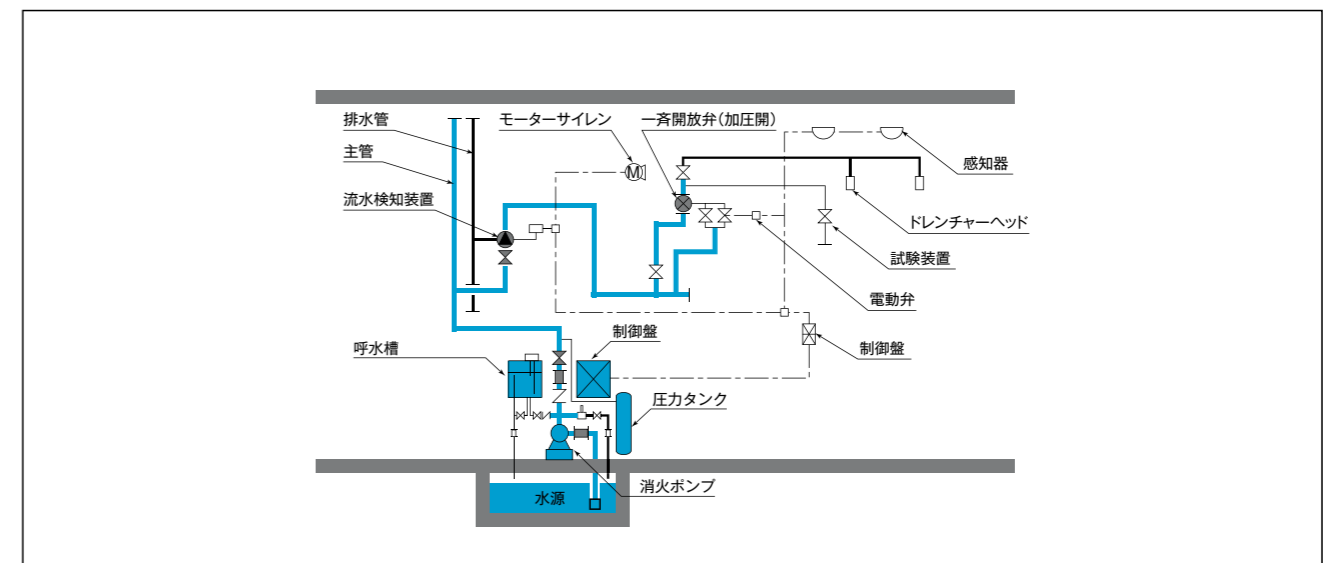 排水管
モーターサイレン
一斉開放弁（加圧開）
主管
感知器
流水検知装置
M
ドレンチャーヘッド
試験装置
電動弁
呼水槽
制御盤
制御盤
圧力タンク
消火ポンプ
水源